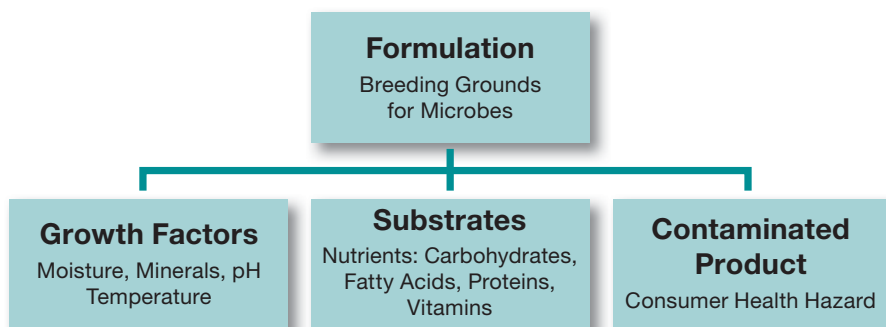 Formulation
Breeding Grounds
for Microbes
Growth Factors
Moisture, Minerals, pH
Temperature
Substrates
Nutrients: Carbohydrates,
Fatty Acids, Proteins,
Vitamins
Contaminated
Product
Consumer Health Hazard